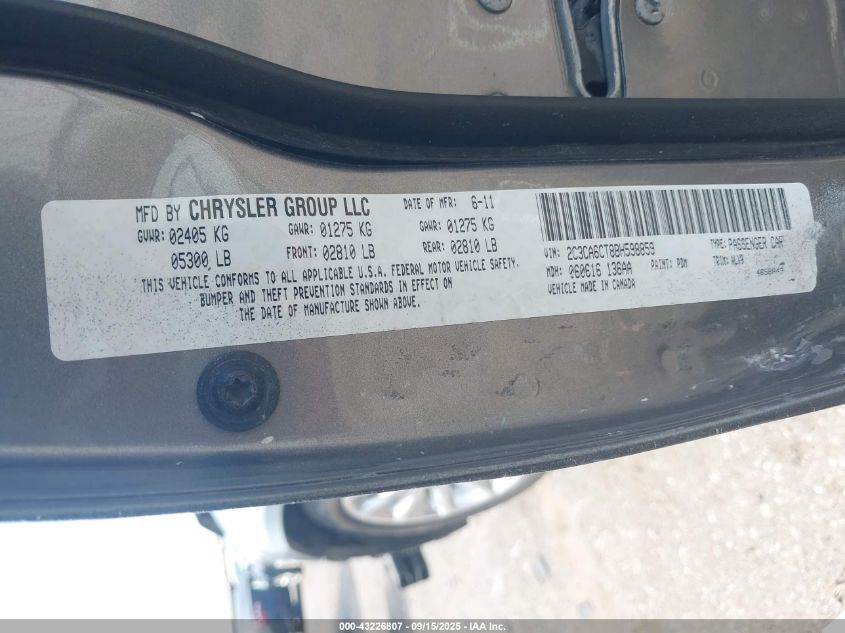 MFD BY CHRYSLER GROUP LLC DATE OF MFR: 6-11
GVWR: 02405 KG GAWR: 01275 KG GAWR: 01275 KG
05300 LB FRONT: 02810 LB REAR: 02810 LB
THIS VEHICLE CONFORMS TO ALL APPLICABLE U.S.A. FEDERAL MOTOR VEHICLE SAFETY,
BUMPER AND THEFT PREVENTION STANDARDS IN EFFECT ON
THE DATE OF MANUFACTURE SHOWN ABOVE.
VIN: 2C3CA6CT8BH598859 TYPE: PASSENGER CAR
MDH: 060616 138AA PAINT: PDM TRIM: ALV9
VEHICLE MADE IN CANADA
000-43226807 - 09/15/2025 - IAA Inc.